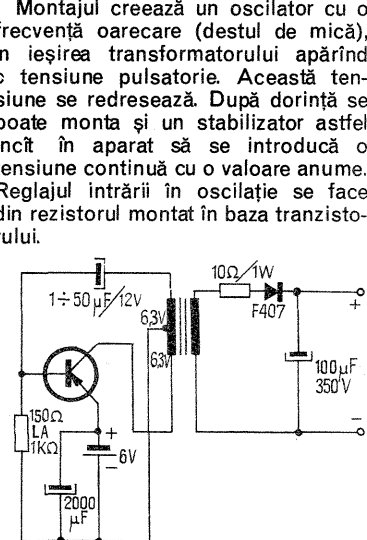 Montajul creează un oscilator cu o
frecvență oarecare (destul de mică),
în ieșirea transformatorului apărînd
o tensiune pulsatorie. Această ten-
siune se redresează. După dorință se
poate monta și un stabilizator astfel
încît în aparat să se introducă o
tensiune continuă cu o valoare anume.
Reglajul intrării în oscilație se face
din rezistorul montat în baza tranzisto-
rului.
10Ω/1W
1÷50μF/12V
F407
+
6,3V
6,3V
100μF
350V
150Ω
LA
1KΩ
+
6V
−
−
2000
μF